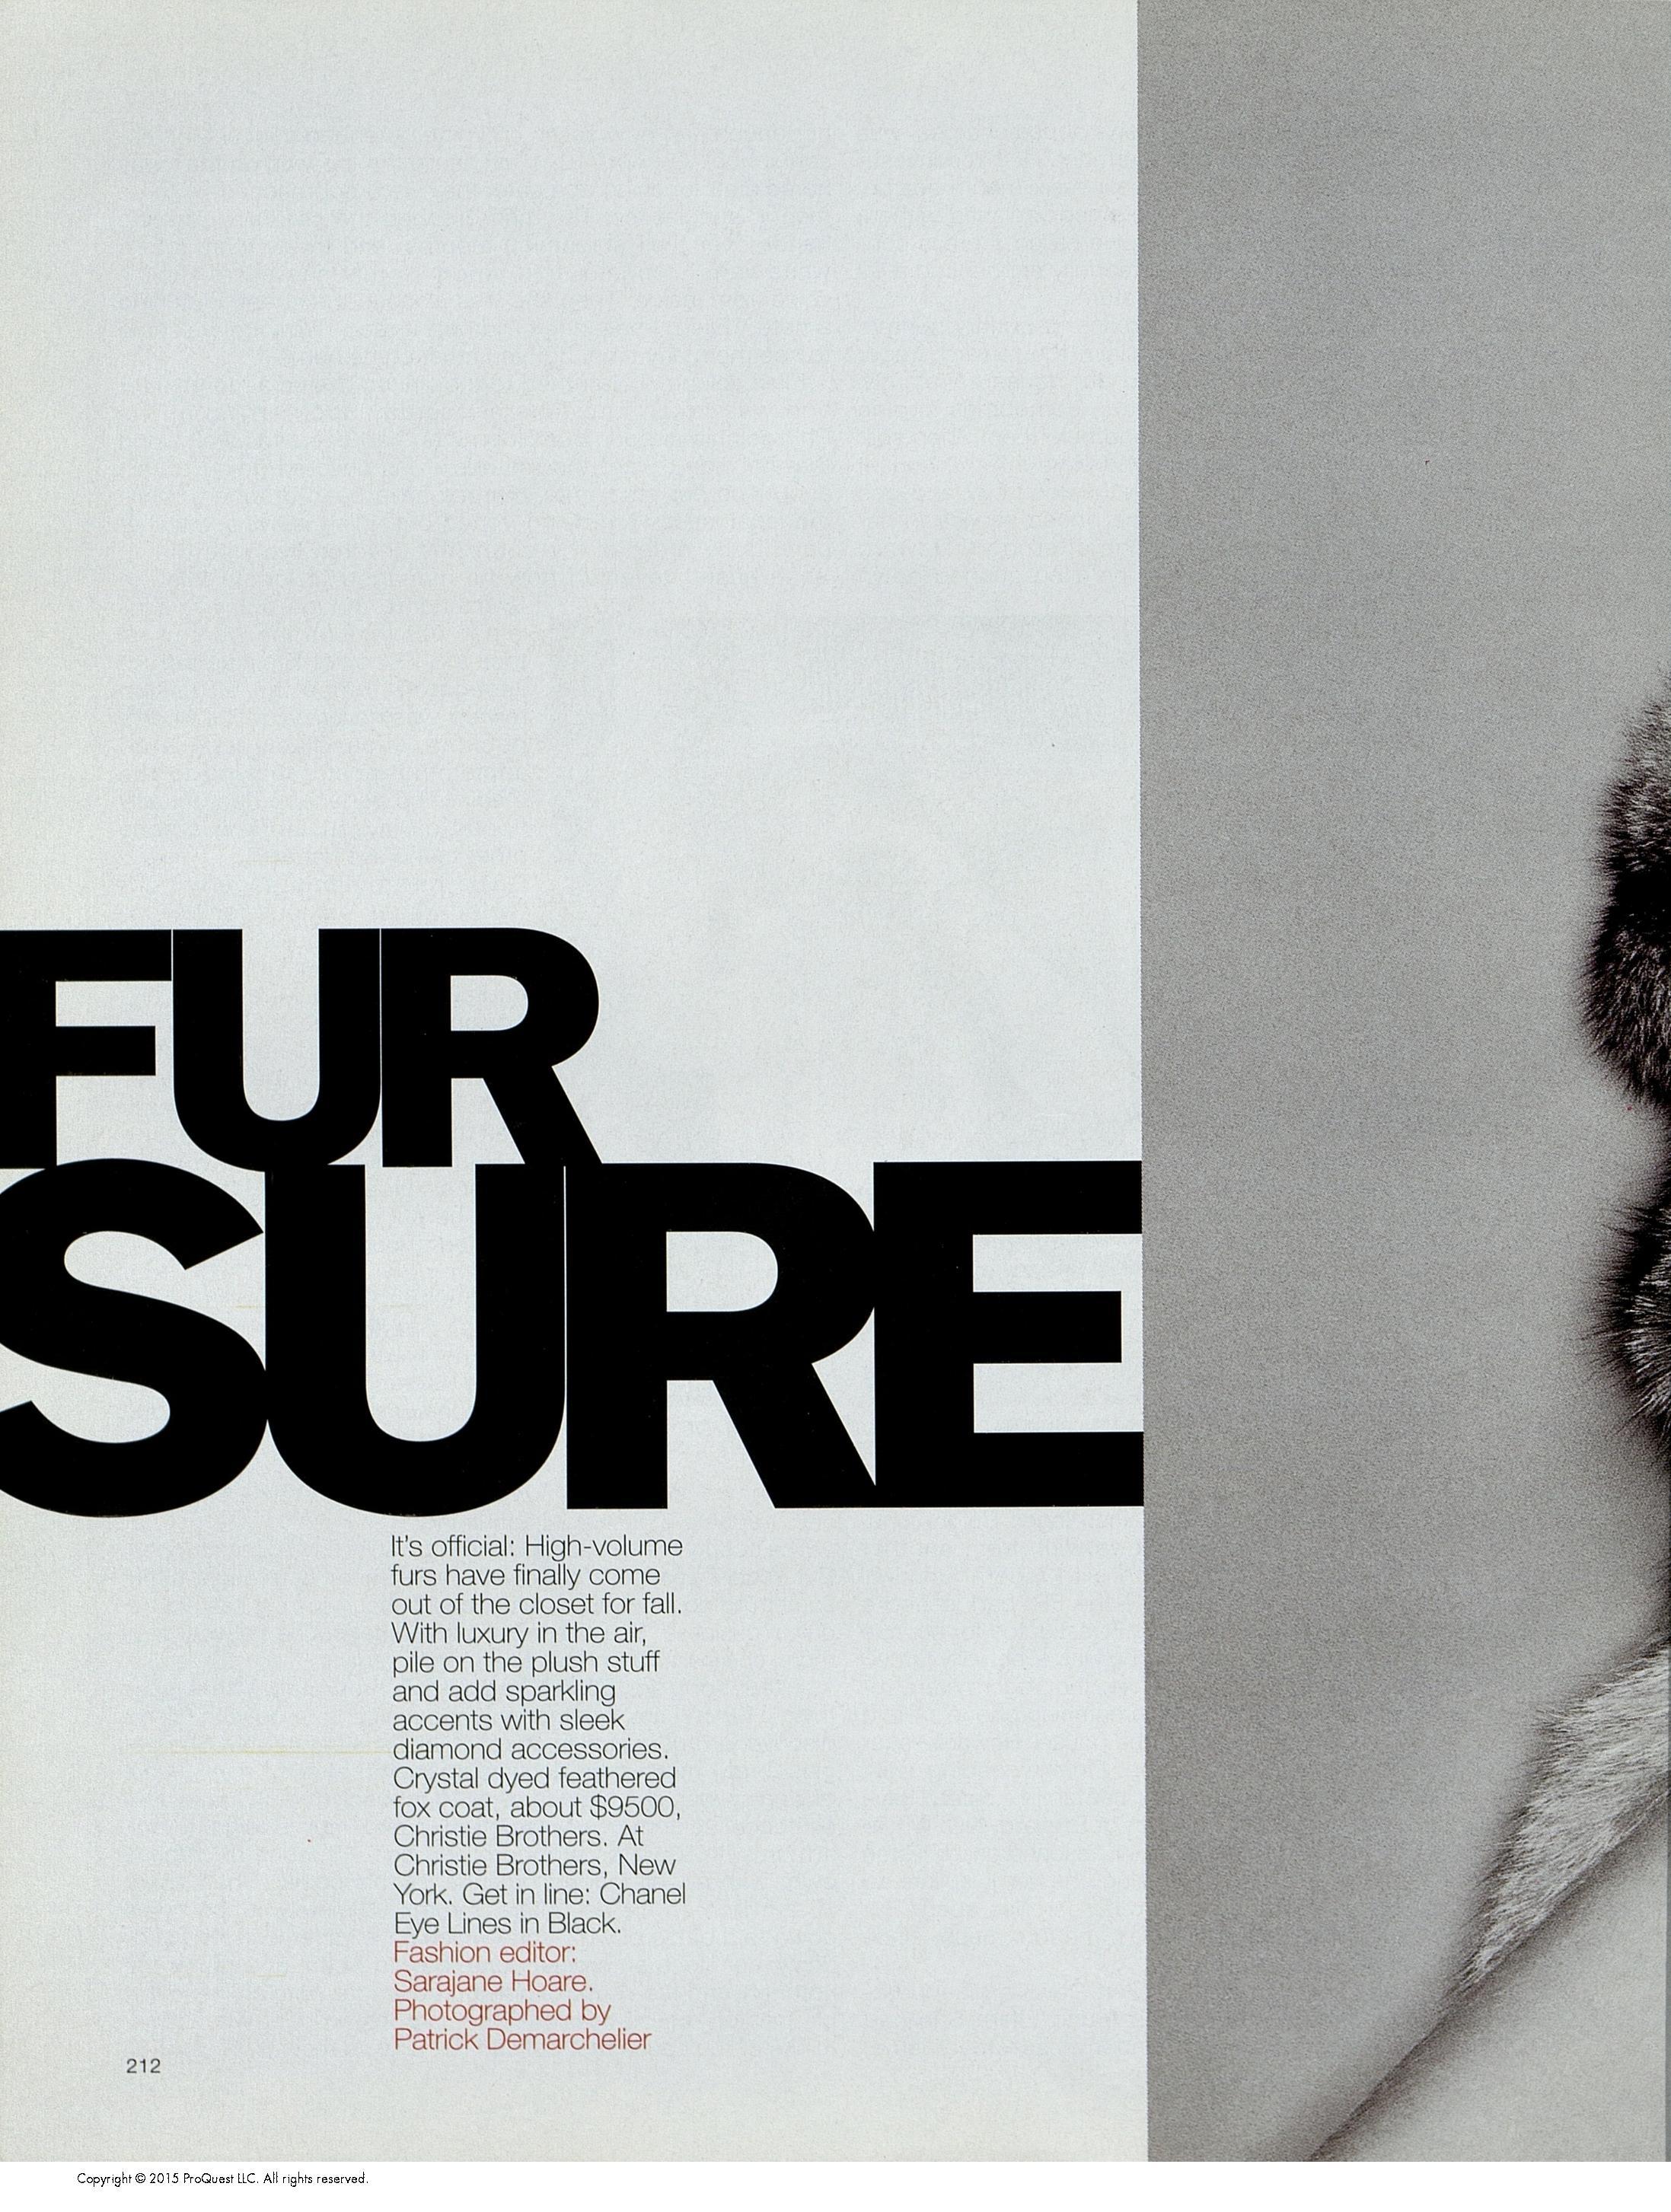 FUR
SURE
It's official: High-volume
furs have finally come
out of the closet for fall.
With luxury in the air,
pile on the plush stuff
and add sparkling
accents with sleek
diamond accessories.
Crystal dyed feathered
fox coat, about $9500,
Christie Brothers. At
Christie Brothers, New
York. Get in line: Chanel
Eye Lines in Black.
Fashion editor:
Sarajane Hoare.
Photographed by
Patrick Demarchelier
212
Copyright © 2015 ProQuest LLC. All rights reserved.